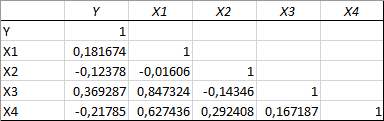 Y X1 X2 X3 X4
Y 1
X1 0,181674 1
X2 -0,12378 -0,01606 1
X3 0,369287 0,847324 -0,14346 1
X4 -0,21785 0,627436 0,292408 0,167187 1